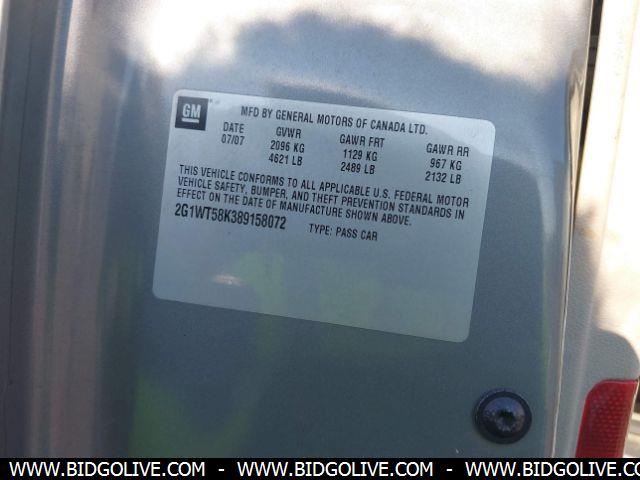 GM
MFD BY GENERAL MOTORS OF CANADA LTD.
DATE GVWR GAWR FRT GAWR RR
07/07 2096 KG 1129 KG 967 KG
4621 LB 2489 LB 2132 LB
THIS VEHICLE CONFORMS TO ALL APPLICABLE U.S. FEDERAL MOTOR
VEHICLE SAFETY, BUMPER, AND THEFT PREVENTION STANDARDS IN
EFFECT ON THE DATE OF MANUFACTURE SHOWN ABOVE.
2G1WT58K389158072 TYPE: PASS CAR
WWW.BIDGOLIVE.COM - WWW.BIDGOLIVE.COM - WWW.BIDGOLIVE.COM